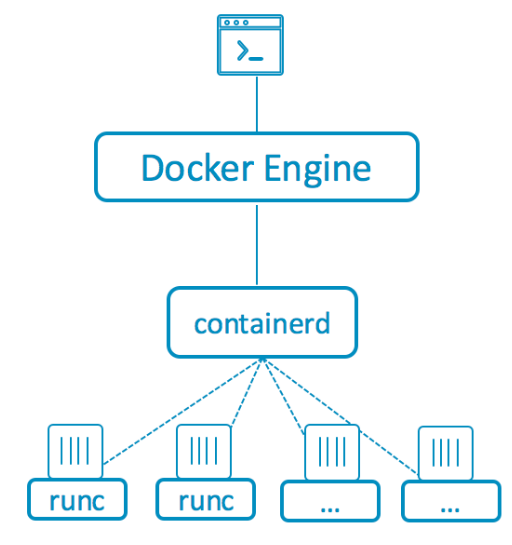 >_
Docker Engine
containerd
runc
runc
...
...